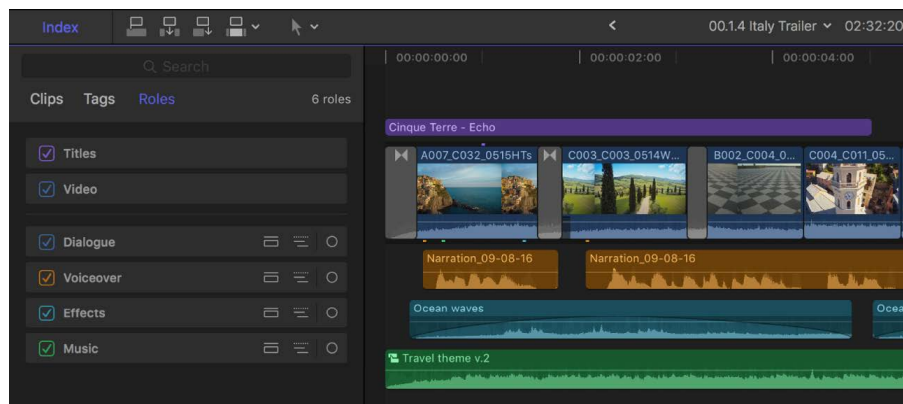 Index
00.1.4 Italy Trailer 02:32:20
Search
00:00:00:00 00:00:02:00 00:00:04:00
Clips Tags Roles 6 roles
Cinque Terre - Echo
Titles
A007_C032_0515HTs C003_C003_0514W... B002_C004_0... C004_C011_05...
Video
Dialogue
Narration_09-08-16 Narration_09-08-16
Voiceover
Effects
Ocean waves Ocea
Music
Travel theme v.2